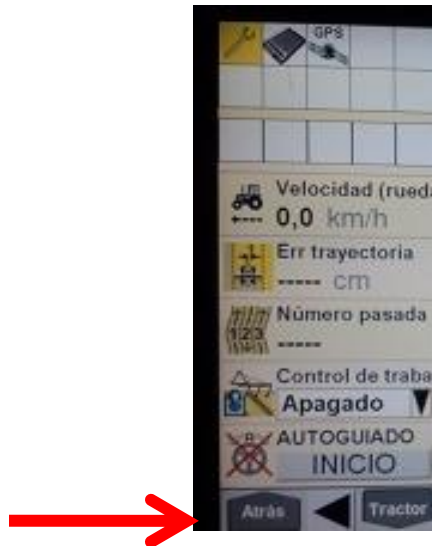 GPS
Velocidad (rueda
0,0 km/h
Err trayectoria
----- cm
Número pasada
123
-----
Control de traba
Apagado
AUTOGUIADO
INICIO
Atrás
Tractor